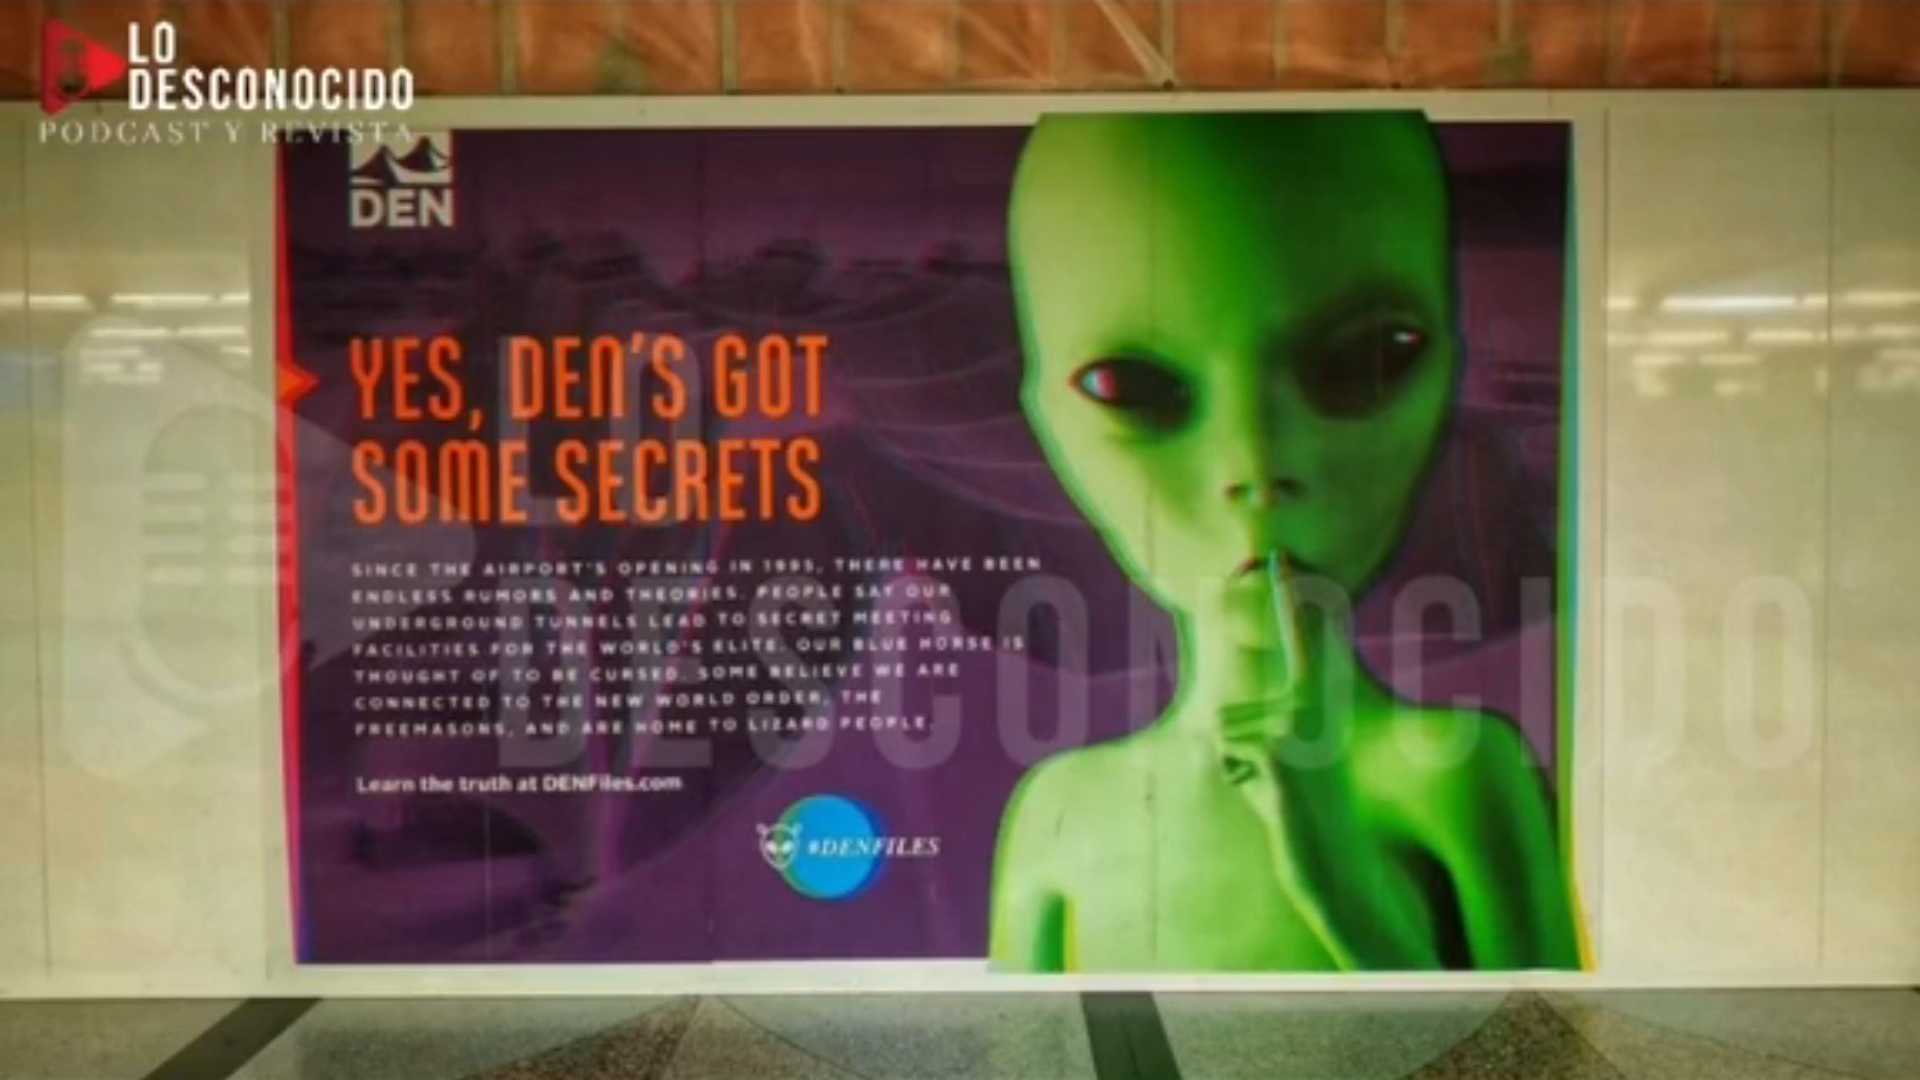 LO
DESCONOCIDO
PODCAST Y REVISTA
DEN
YES, DEN'S GOT
SOME SECRETS
SINCE THE AIRPORT'S OPENING IN 1995, THERE HAVE BEEN
ENDLESS RUMORS AND THEORIES. PEOPLE SAY OUR
UNDERGROUND TUNNELS LEAD TO SECRET MEETING
FACILITIES FOR THE WORLD'S ELITE. OUR BLUE HORSE IS
THOUGHT OF TO BE CURSED. SOME BELIEVE WE ARE
CONNECTED TO THE NEW WORLD ORDER, THE
FREEMASONS, AND ARE HOME TO LIZARD PEOPLE.
Learn the truth at DENFiles.com
#DENFILES
LO
DESCONOCIDO